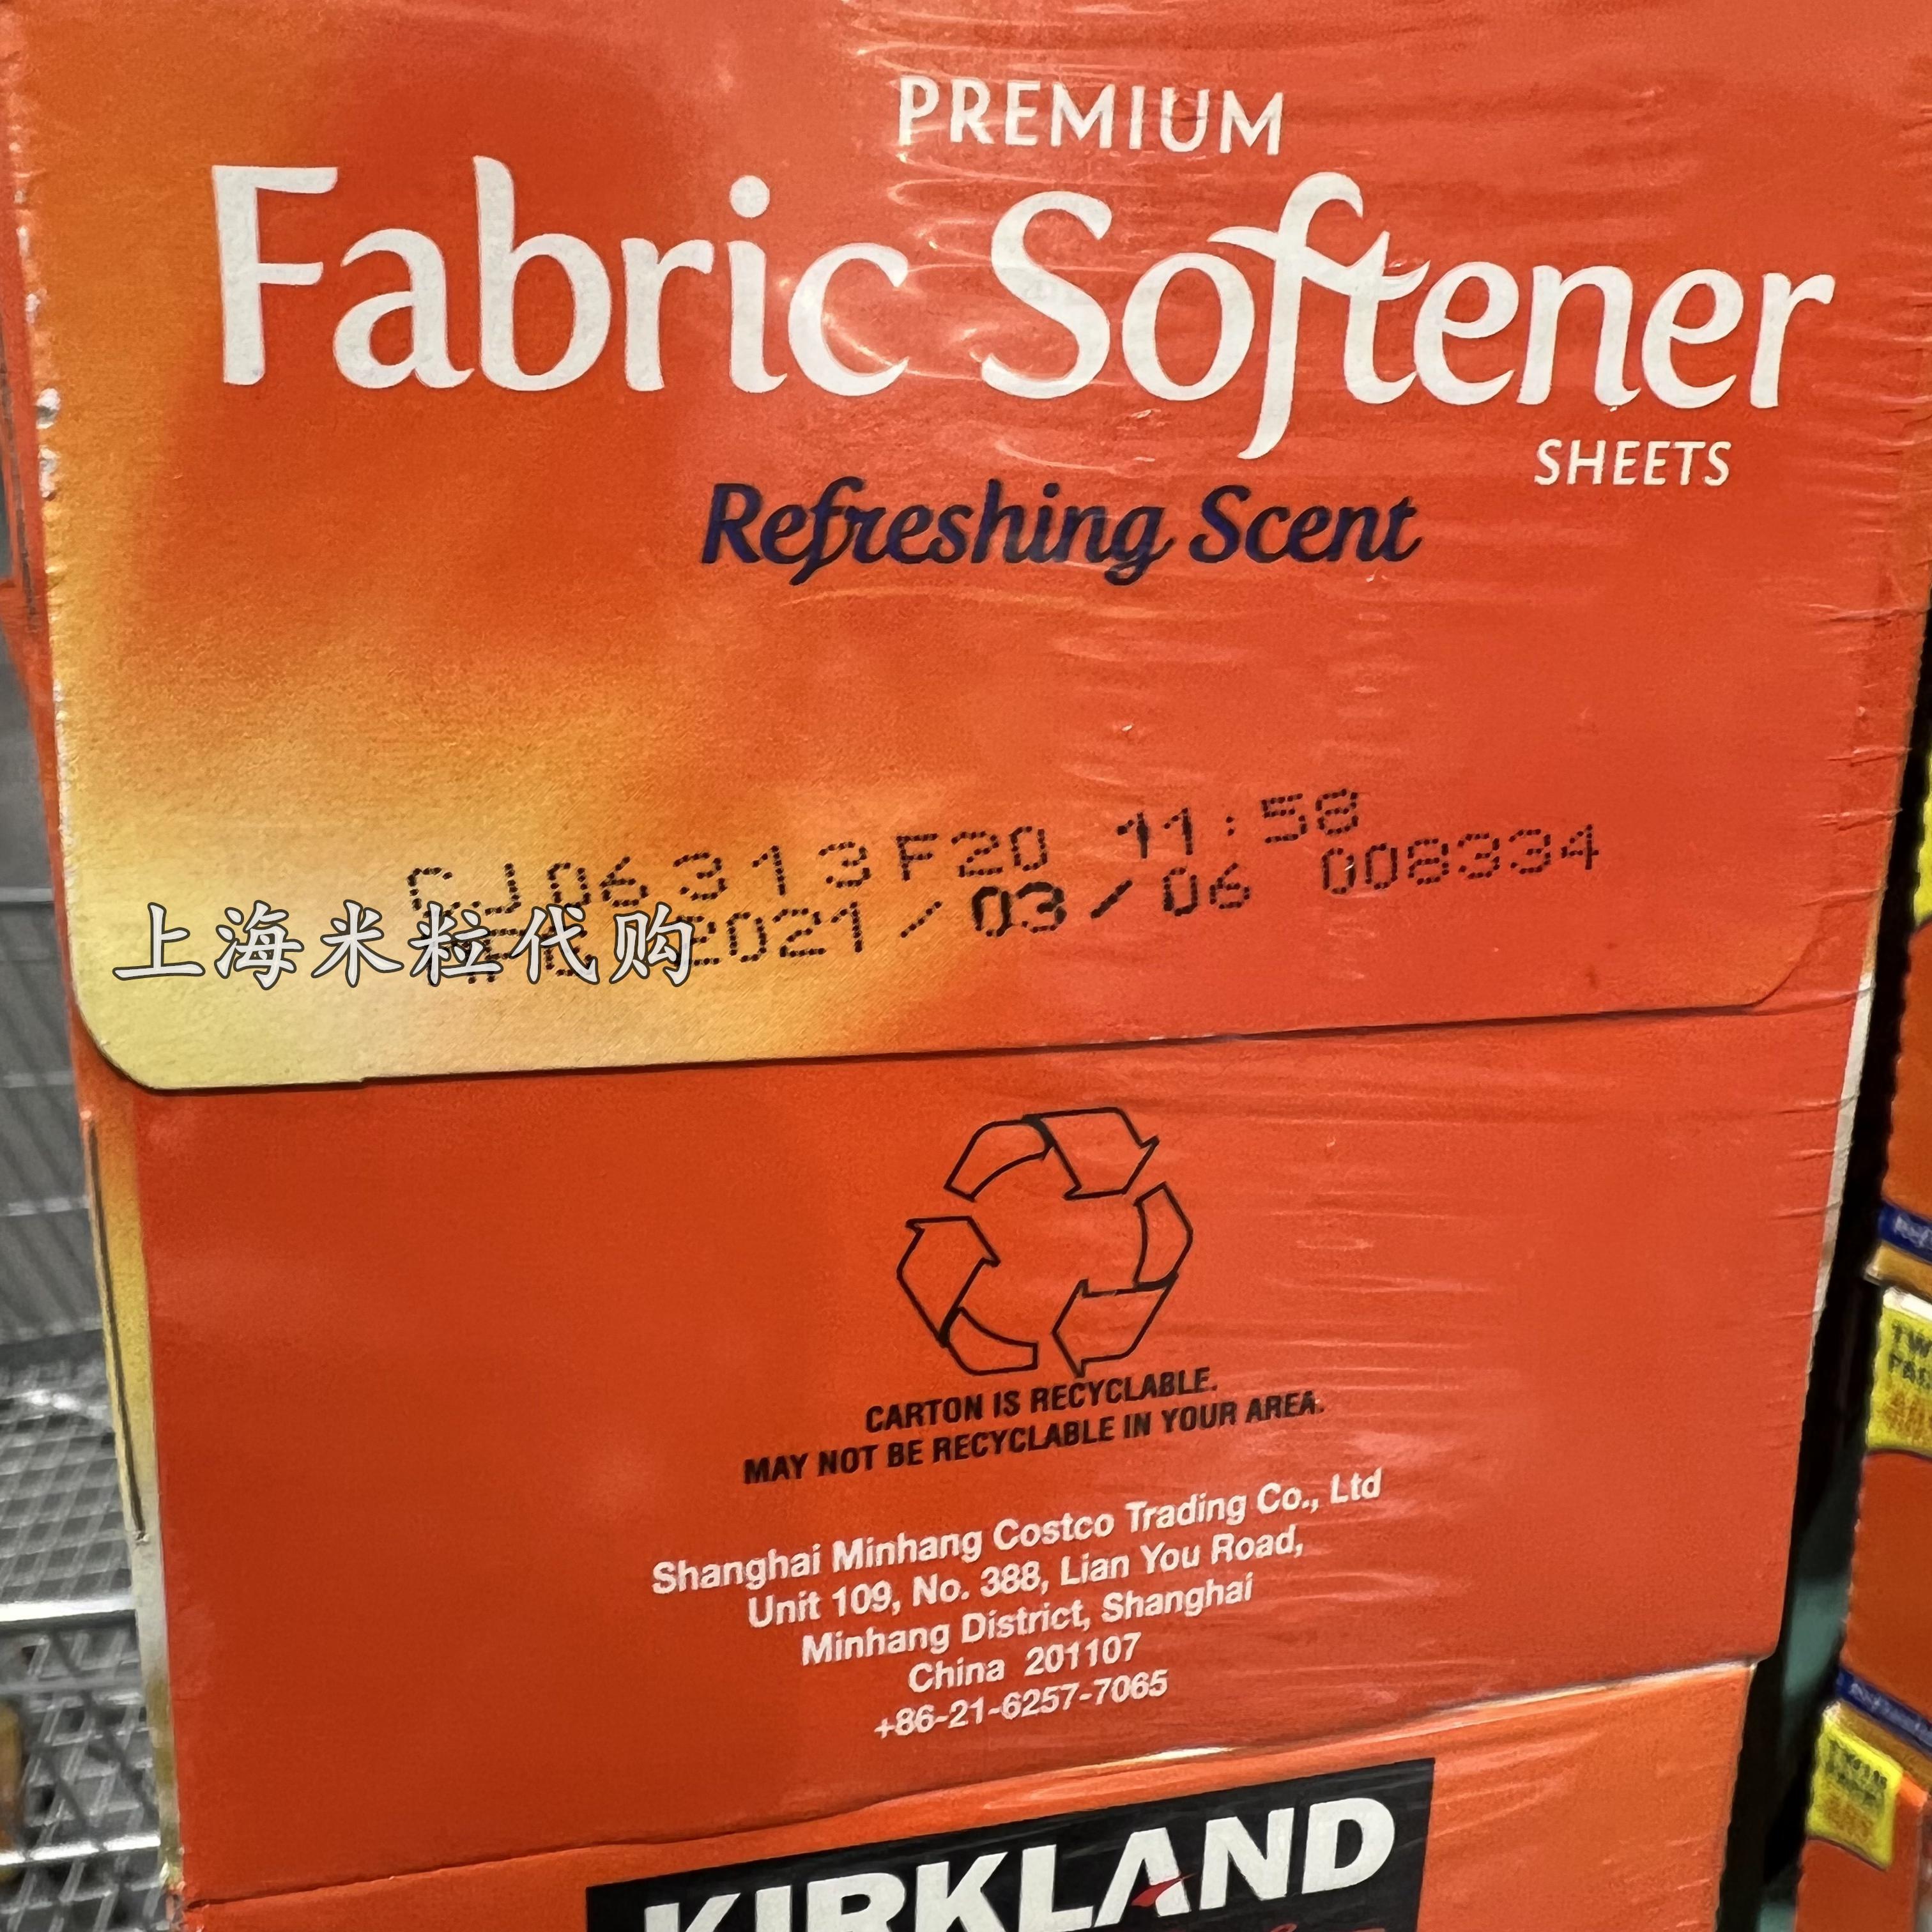 PREMIUM
Fabric Softener
SHEETS
Refreshing Scent
CJ06313F20 11:58
2021/03/06 008334
上海米粒代购
CARTON IS RECYCLABLE.
MAY NOT BE RECYCLABLE IN YOUR AREA.
Shanghai Minhang Costco Trading Co., Ltd
Unit 109, No. 388, Lian You Road,
Minhang District, Shanghai
China 201107
+86-21-6257-7065
KIRKLAND